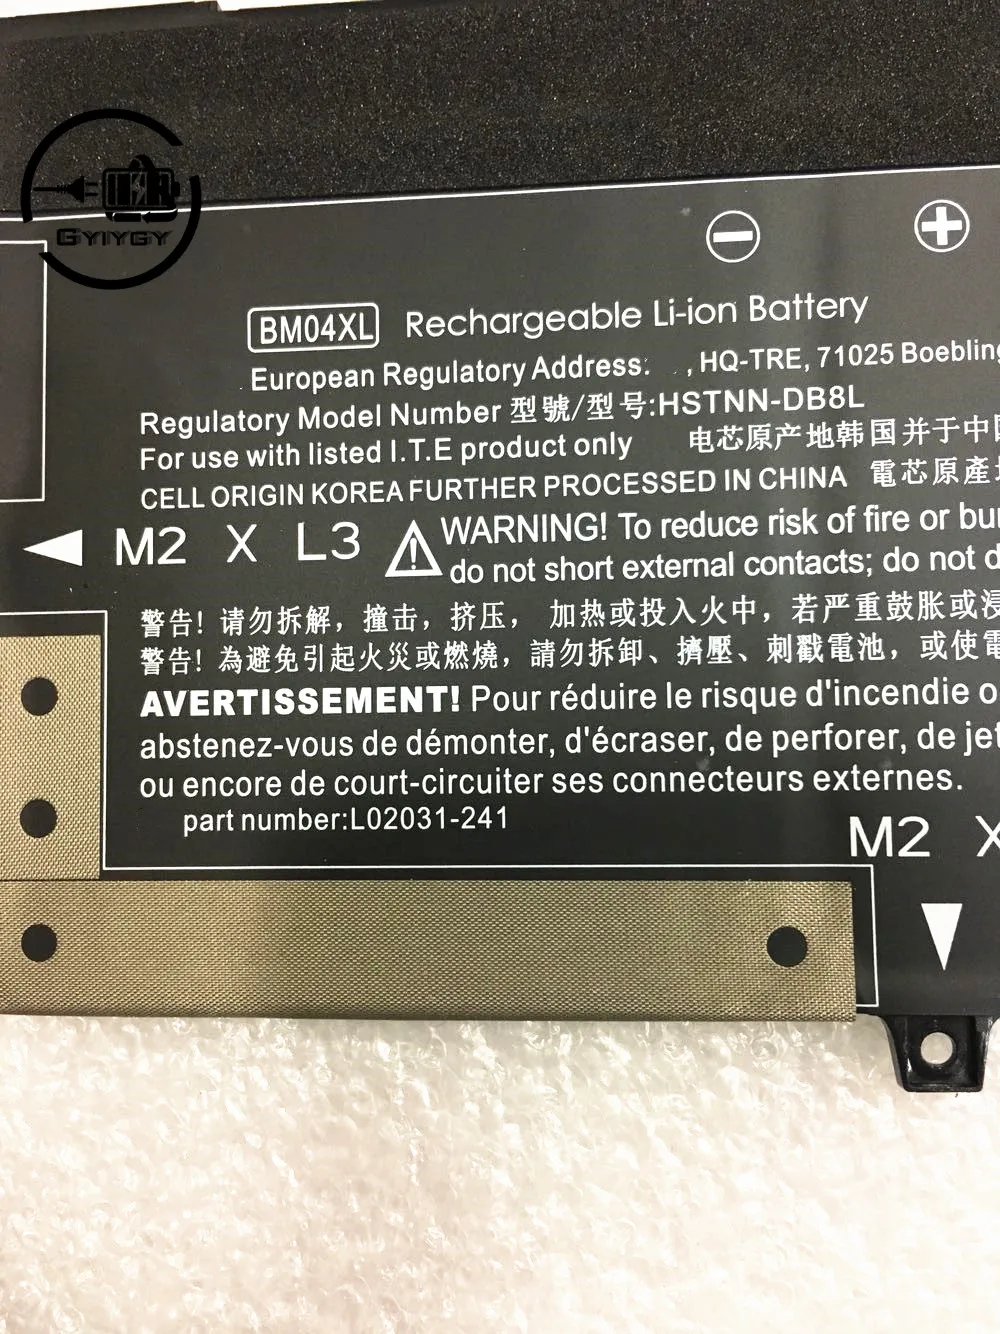 GYIYGY
BM04XL Rechargeable Li-ion Battery
European Regulatory Address: , HQ-TRE, 71025 Boebling
Regulatory Model Number 型號/型号:HSTNN-DB8L
For use with listed I.T.E product only 电芯原产地韩国并于中国
CELL ORIGIN KOREA FURTHER PROCESSED IN CHINA 電芯原產地
M2 X L3
WARNING! To reduce risk of fire or bu
do not short external contacts; do not d
警告! 请勿拆解，撞击，挤压， 加热或投入火中，若严重鼓胀或浸
警告! 為避免引起火災或燃燒，請勿拆卸、擠壓、刺戳電池，或使電
AVERTISSEMENT! Pour réduire le risque d'incendie o
abstenez-vous de démonter, d'écraser, de perforer, de jet
ou encore de court-circuiter ses connecteurs externes.
part number:L02031-241
M2 X